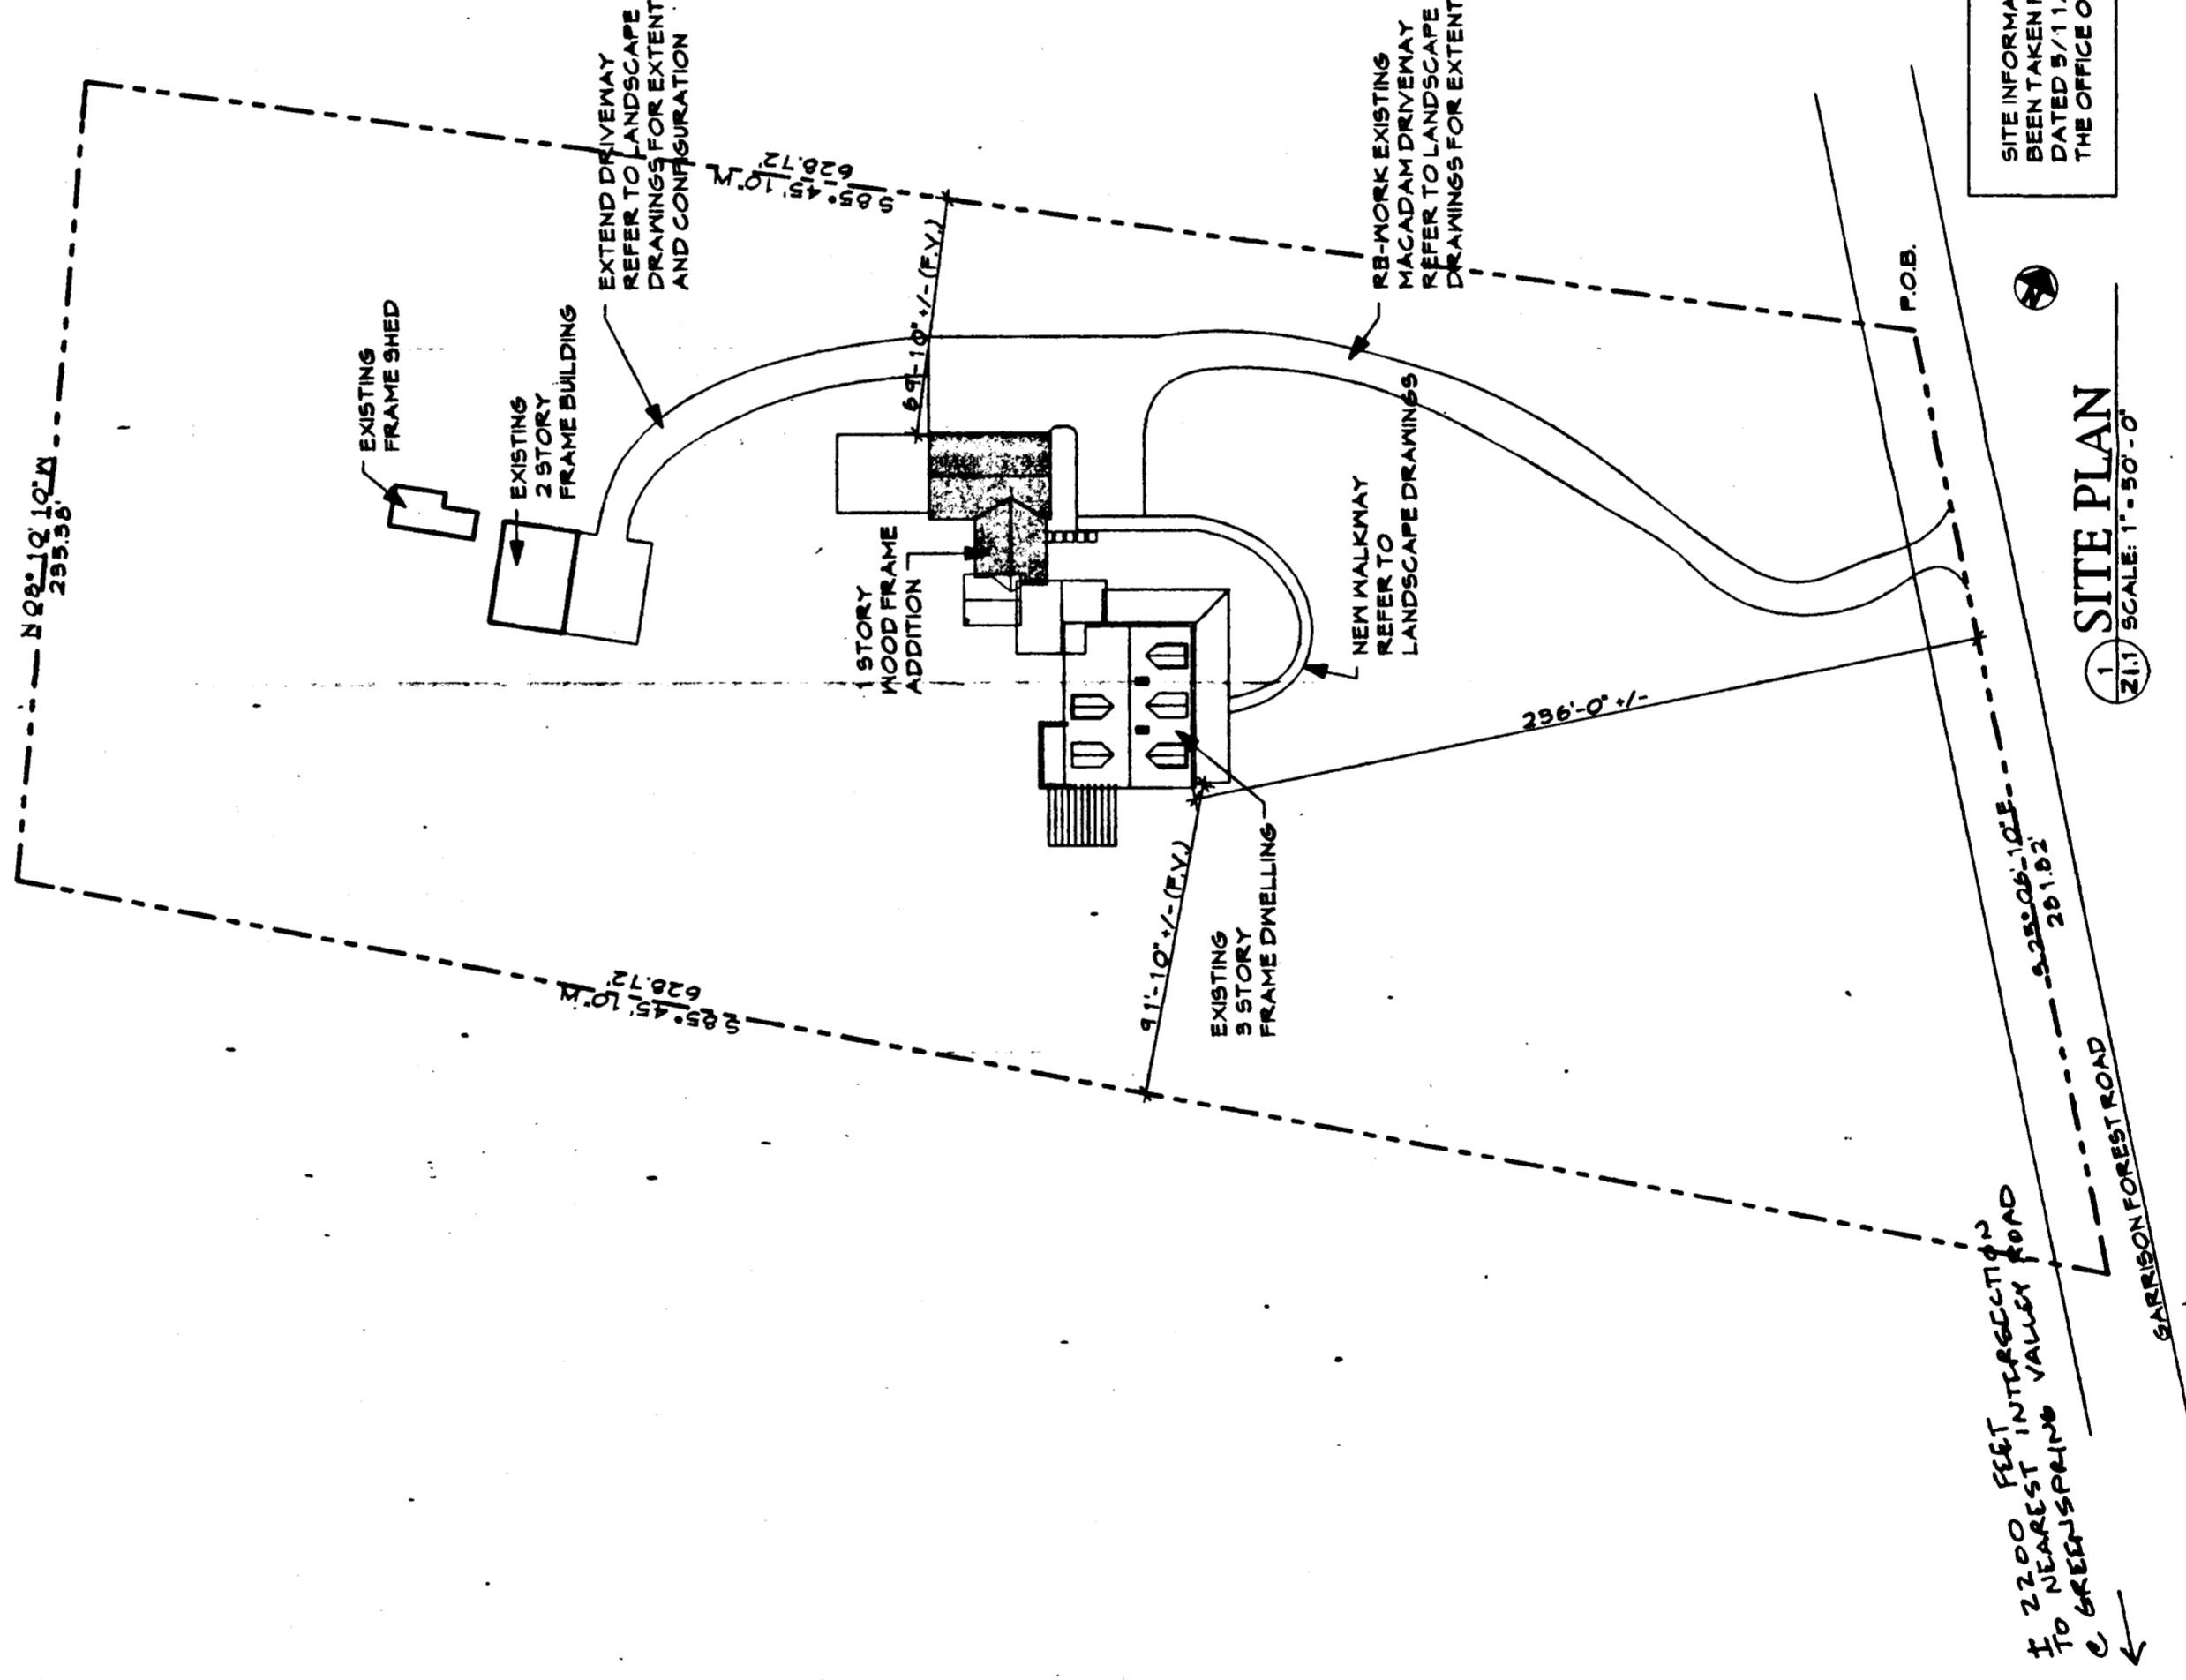 N 08° 10' 10" W
235.38'
EXISTING
FRAME SHED
EXISTING
2 STORY
FRAME BUILDING
EXTEND DRIVEWAY
REFER TO LANDSCAPE
DRAWINGS FOR EXTENT
AND CONFIGURATION
S 85° 45' 10" W
628.72'
69'-10" +/- (F.Y.)
1 STORY
WOOD FRAME
ADDITION
RE-WORK EXISTING
MACADAM DRIVEWAY
REFER TO LANDSCAPE
DRAWINGS FOR EXTENT
NEW WALKWAY
REFER TO
LANDSCAPE DRAWINGS
S 85° 45' 10" W
628.72'
91'-10" +/- (F.Y.)
EXISTING
3 STORY
FRAME DWELLING
236'-0" +/-
P.O.B.
S 25° 06' 10" E
281.82'
GARRISON FOREST ROAD
± 2200 FEET
TO NEAREST INTERSECTION
@ GREENSPRING VALLEY ROAD
1
Z1.1
SITE PLAN
SCALE: 1" = 50'-0"
N
SITE INFORMA
BEEN TAKEN
DATED 5/11
THE OFFICE O